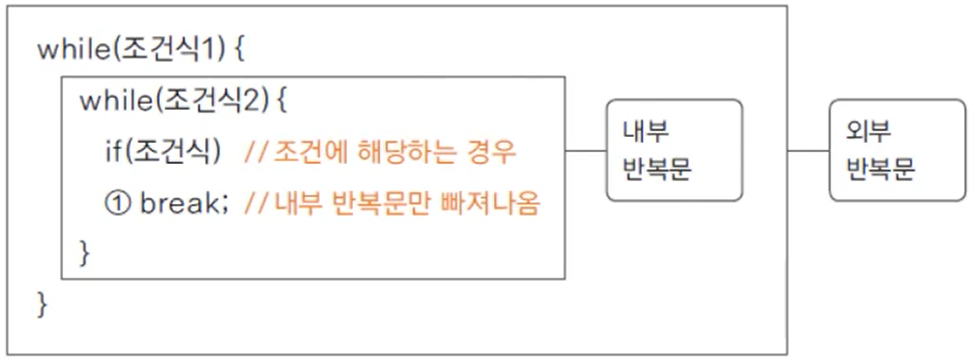 while(조건식1) {
while(조건식2) {
if(조건식) //조건에 해당하는 경우
① break; //내부 반복문만 빠져나옴
}
}
내부
반복문
외부
반복문